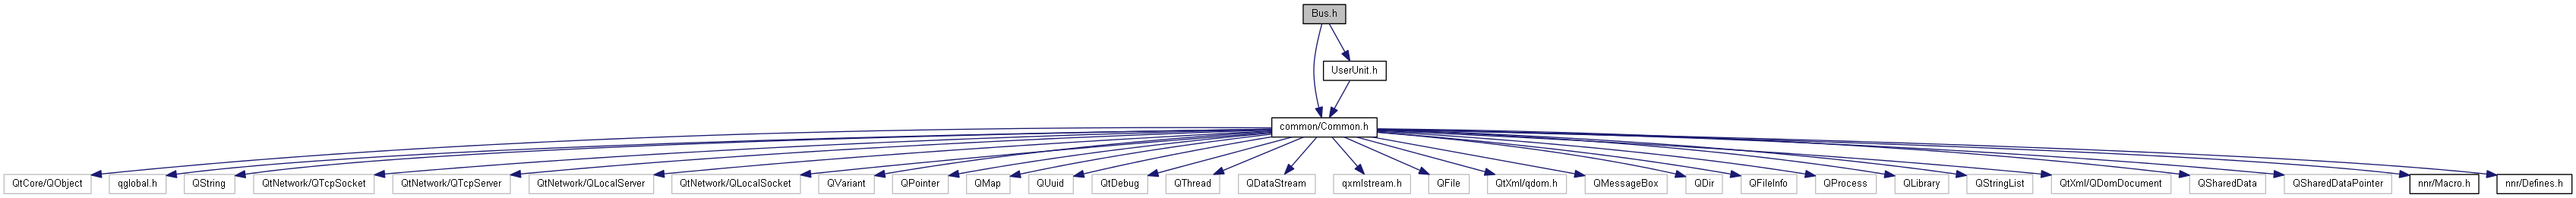 Bus.h
UserUnit.h
common/Common.h
QtCore/QObject
qglobal.h
QString
QtNetwork/QTcpSocket
QtNetwork/QTcpServer
QtNetwork/QLocalServer
QtNetwork/QLocalSocket
QVariant
QPointer
QMap
QUuid
QtDebug
QThread
QDataStream
qxmlstream.h
QFile
QtXml/qdom.h
QMessageBox
QDir
QFileInfo
QProcess
QLibrary
QStringList
QtXml/QDomDocument
QSharedData
QSharedDataPointer
nnr/Macro.h
nnr/Defines.h